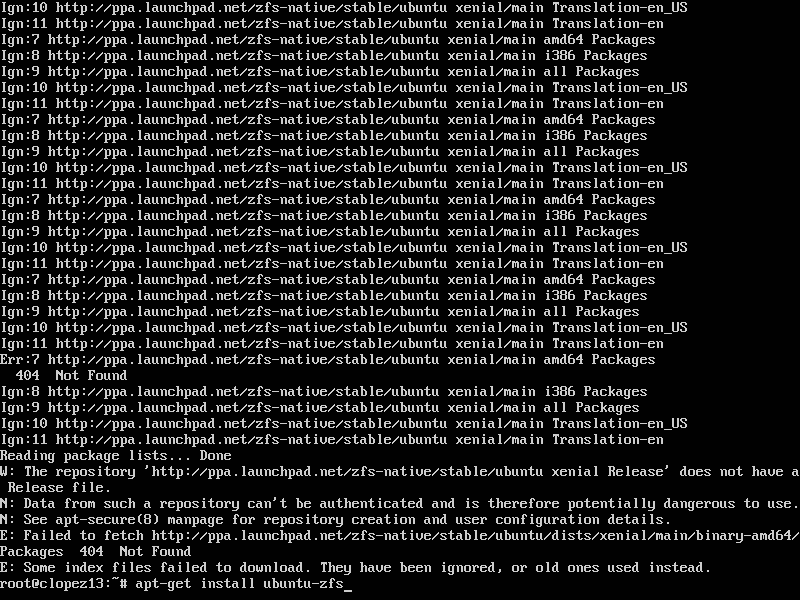 Ign:10 http://ppa.launchpad.net/zfs-native/stable/ubuntu xenial/main Translation-en_US
Ign:11 http://ppa.launchpad.net/zfs-native/stable/ubuntu xenial/main Translation-en
Ign:7 http://ppa.launchpad.net/zfs-native/stable/ubuntu xenial/main amd64 Packages
Ign:8 http://ppa.launchpad.net/zfs-native/stable/ubuntu xenial/main i386 Packages
Ign:9 http://ppa.launchpad.net/zfs-native/stable/ubuntu xenial/main all Packages
Ign:10 http://ppa.launchpad.net/zfs-native/stable/ubuntu xenial/main Translation-en_US
Ign:11 http://ppa.launchpad.net/zfs-native/stable/ubuntu xenial/main Translation-en
Ign:7 http://ppa.launchpad.net/zfs-native/stable/ubuntu xenial/main amd64 Packages
Ign:8 http://ppa.launchpad.net/zfs-native/stable/ubuntu xenial/main i386 Packages
Ign:9 http://ppa.launchpad.net/zfs-native/stable/ubuntu xenial/main all Packages
Ign:10 http://ppa.launchpad.net/zfs-native/stable/ubuntu xenial/main Translation-en_US
Ign:11 http://ppa.launchpad.net/zfs-native/stable/ubuntu xenial/main Translation-en
Ign:7 http://ppa.launchpad.net/zfs-native/stable/ubuntu xenial/main amd64 Packages
Ign:8 http://ppa.launchpad.net/zfs-native/stable/ubuntu xenial/main i386 Packages
Ign:9 http://ppa.launchpad.net/zfs-native/stable/ubuntu xenial/main all Packages
Ign:10 http://ppa.launchpad.net/zfs-native/stable/ubuntu xenial/main Translation-en_US
Ign:11 http://ppa.launchpad.net/zfs-native/stable/ubuntu xenial/main Translation-en
Ign:7 http://ppa.launchpad.net/zfs-native/stable/ubuntu xenial/main amd64 Packages
Ign:8 http://ppa.launchpad.net/zfs-native/stable/ubuntu xenial/main i386 Packages
Ign:9 http://ppa.launchpad.net/zfs-native/stable/ubuntu xenial/main all Packages
Ign:10 http://ppa.launchpad.net/zfs-native/stable/ubuntu xenial/main Translation-en_US
Ign:11 http://ppa.launchpad.net/zfs-native/stable/ubuntu xenial/main Translation-en
Err:7 http://ppa.launchpad.net/zfs-native/stable/ubuntu xenial/main amd64 Packages
  404  Not Found
Ign:8 http://ppa.launchpad.net/zfs-native/stable/ubuntu xenial/main i386 Packages
Ign:9 http://ppa.launchpad.net/zfs-native/stable/ubuntu xenial/main all Packages
Ign:10 http://ppa.launchpad.net/zfs-native/stable/ubuntu xenial/main Translation-en_US
Ign:11 http://ppa.launchpad.net/zfs-native/stable/ubuntu xenial/main Translation-en
Reading package lists... Done
W: The repository 'http://ppa.launchpad.net/zfs-native/stable/ubuntu xenial Release' does not have a
 Release file.
N: Data from such a repository can't be authenticated and is therefore potentially dangerous to use.
N: See apt-secure(8) manpage for repository creation and user configuration details.
E: Failed to fetch http://ppa.launchpad.net/zfs-native/stable/ubuntu/dists/xenial/main/binary-amd64/
Packages  404  Not Found
E: Some index files failed to download. They have been ignored, or old ones used instead.
root@clopez13:~# apt-get install ubuntu-zfs_